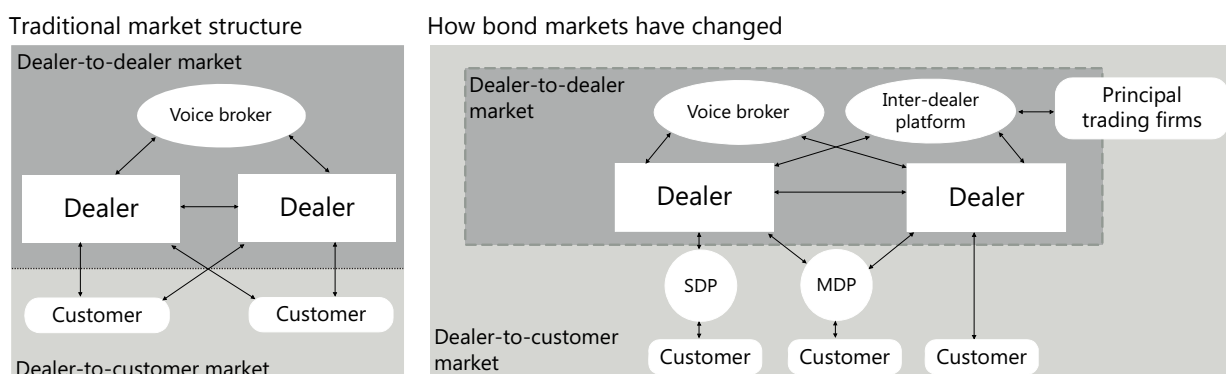 Traditional market structure
Dealer-to-dealer market
Voice broker
Dealer
Dealer
Customer
Customer
Dealer-to-customer market
How bond markets have changed
Dealer-to-dealer
market
Voice broker
Inter-dealer
platform
Principal
trading firms
Dealer
Dealer
SDP
MDP
Dealer-to-customer
market
Customer
Customer
Customer